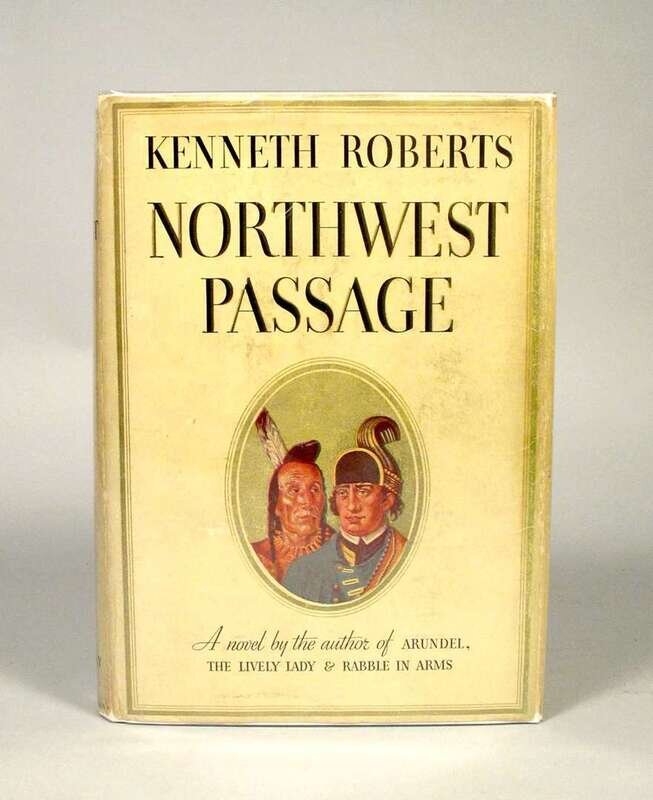 KENNETH ROBERTS
NORTHWEST
PASSAGE
A novel by the author of ARUNDEL,
THE LIVELY LADY & RABBLE IN ARMS